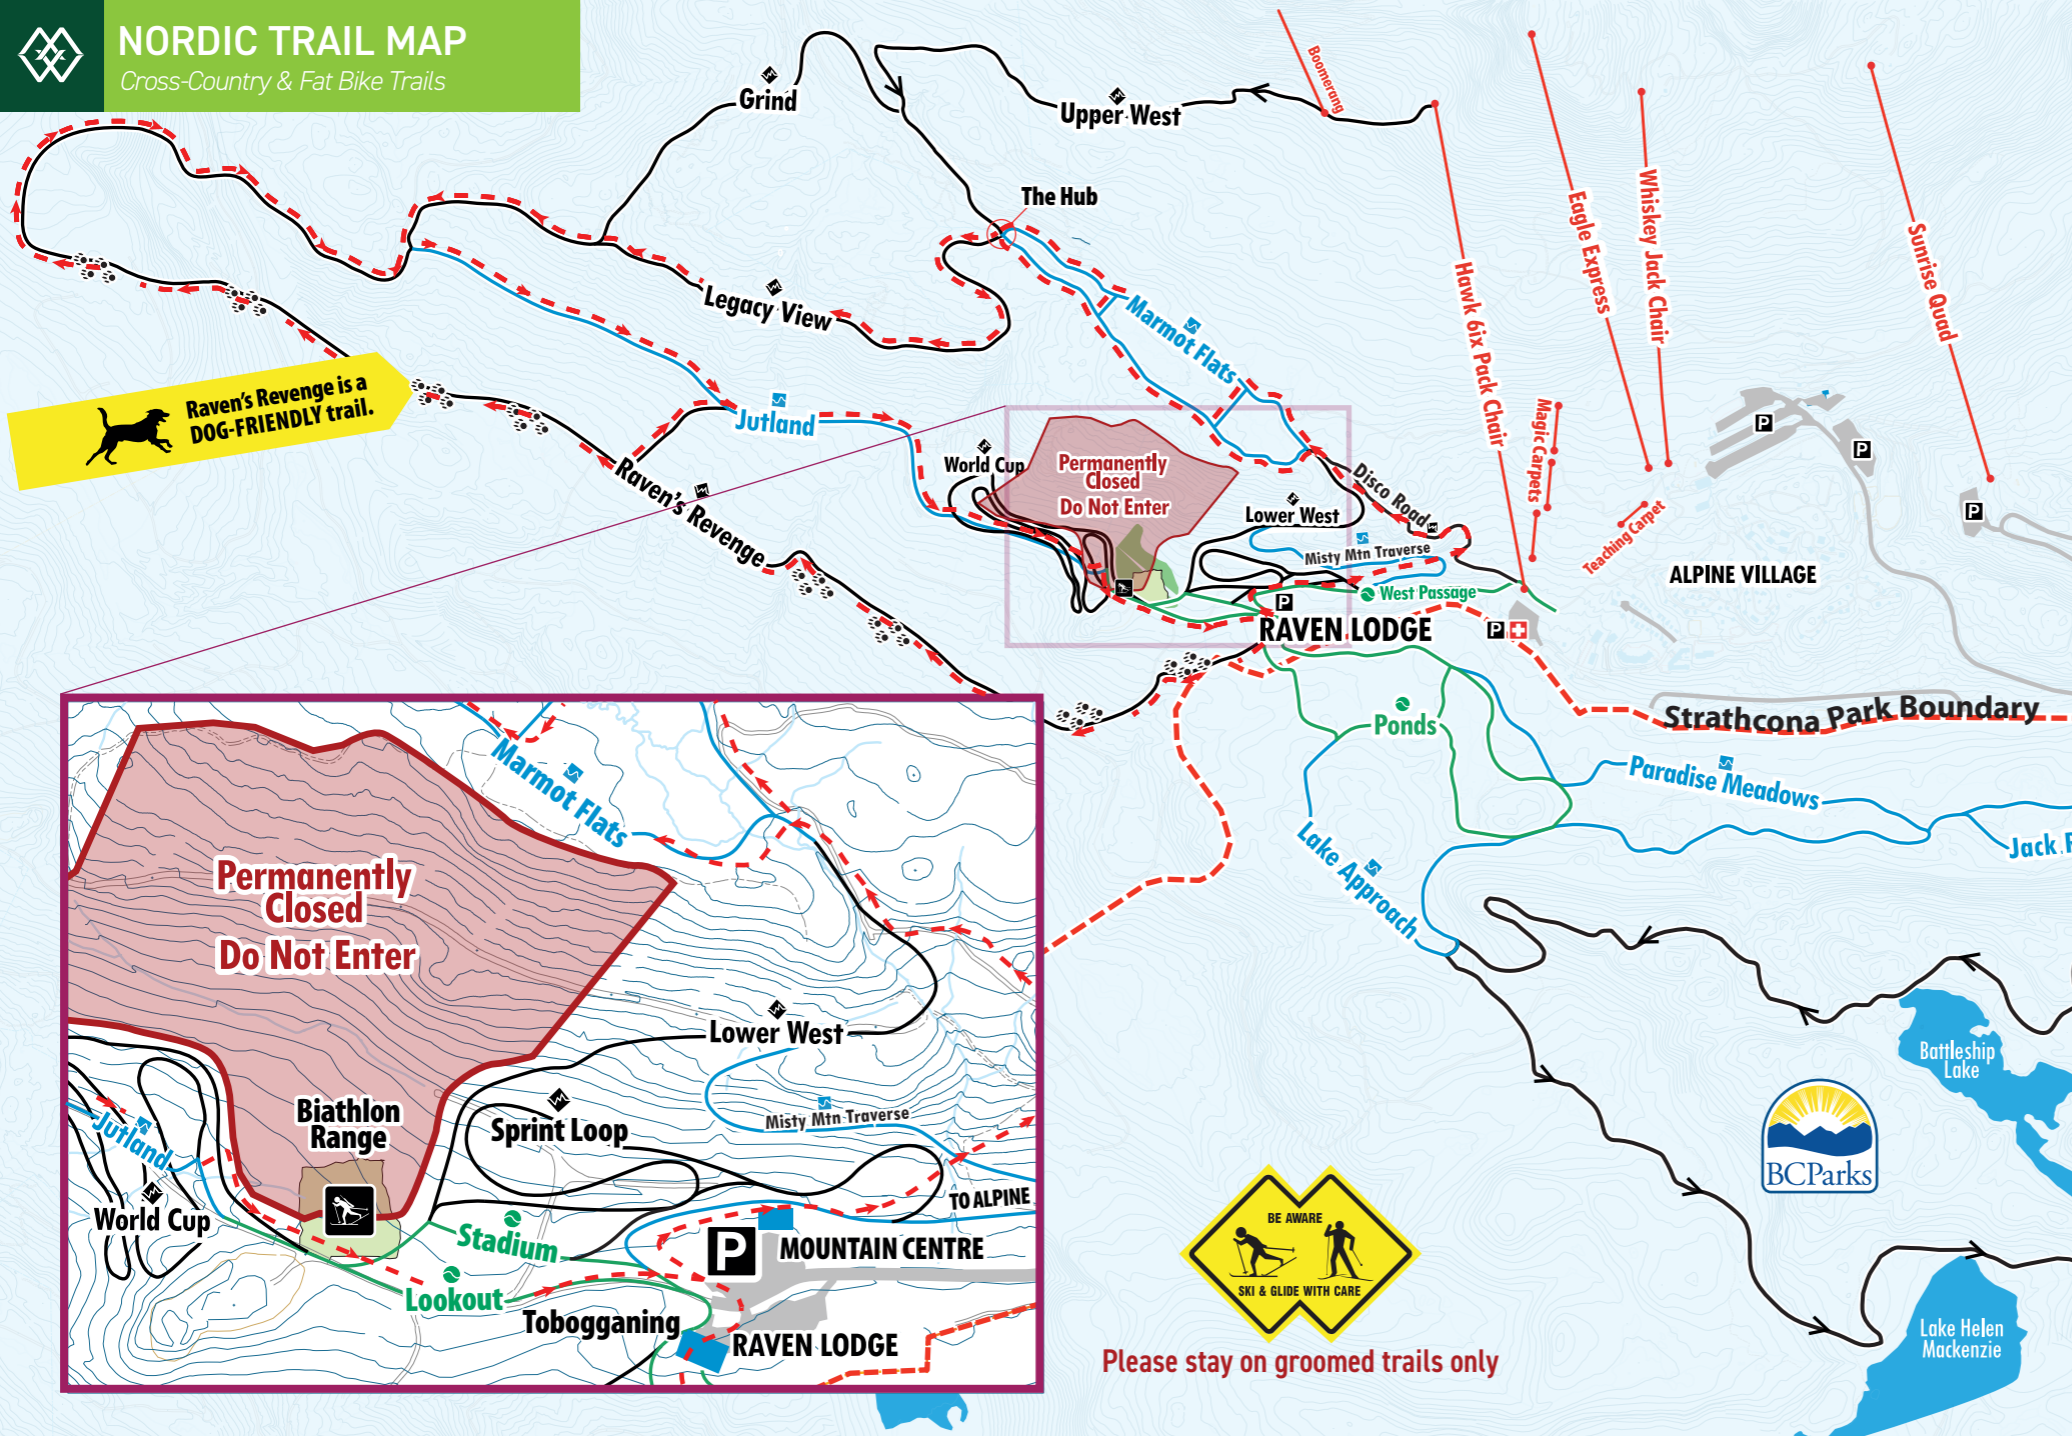 NORDIC TRAIL MAP
Cross-Country & Fat Bike Trails
Grind
Upper West
Boomerang
The Hub
Legacy View
Marmot Flats
Hawk 6ix Pack Chair
Eagle Express
Whiskey Jack Chair
Sunrise Quad
Raven's Revenge is a
DOG-FRIENDLY trail.
Jutland
World Cup
Permanently
Closed
Do Not Enter
Raven's Revenge
Disco Road
Lower West
Misty Mtn Traverse
Magic Carpets
Teaching Carpet
P
P
P
ALPINE VILLAGE
West Passage
P
RAVEN LODGE
P
Strathcona Park Boundary
Ponds
Paradise Meadows
Lake Approach
Jack
Battleship
Lake
BCParks
Lake Helen
Mackenzie
BE AWARE
SKI & GLIDE WITH CARE
Please stay on groomed trails only
Marmot Flats
Permanently
Closed
Do Not Enter
Lower West
Misty Mtn Traverse
Biathlon
Range
Sprint Loop
Jutland
World Cup
TO ALPINE
Stadium
P
MOUNTAIN CENTRE
Lookout
Tobogganing
RAVEN LODGE